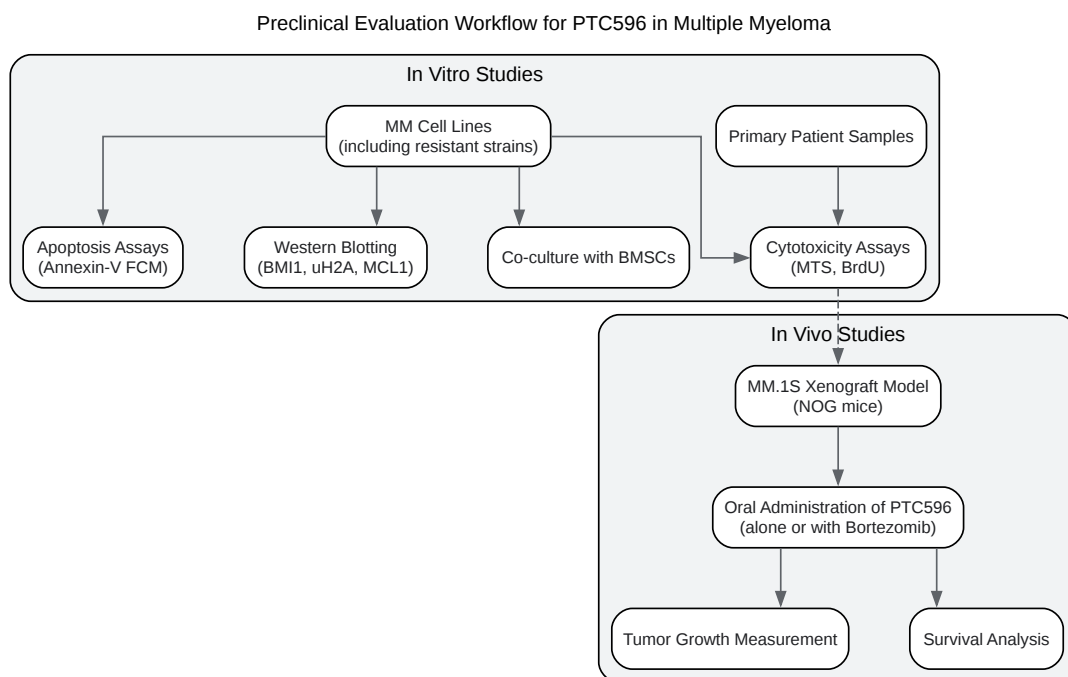 Preclinical Evaluation Workflow for PTC596 in Multiple Myeloma
In Vitro Studies
MM Cell Lines
(including resistant strains)
Primary Patient Samples
Apoptosis Assays
(Annexin-V FCM)
Western Blotting
(BMI1, uH2A, MCL1)
Co-culture with BMSCs
Cytotoxicity Assays
(MTS, BrdU)
In Vivo Studies
MM.1S Xenograft Model
(NOG mice)
Oral Administration of PTC596
(alone or with Bortezomib)
Tumor Growth Measurement
Survival Analysis